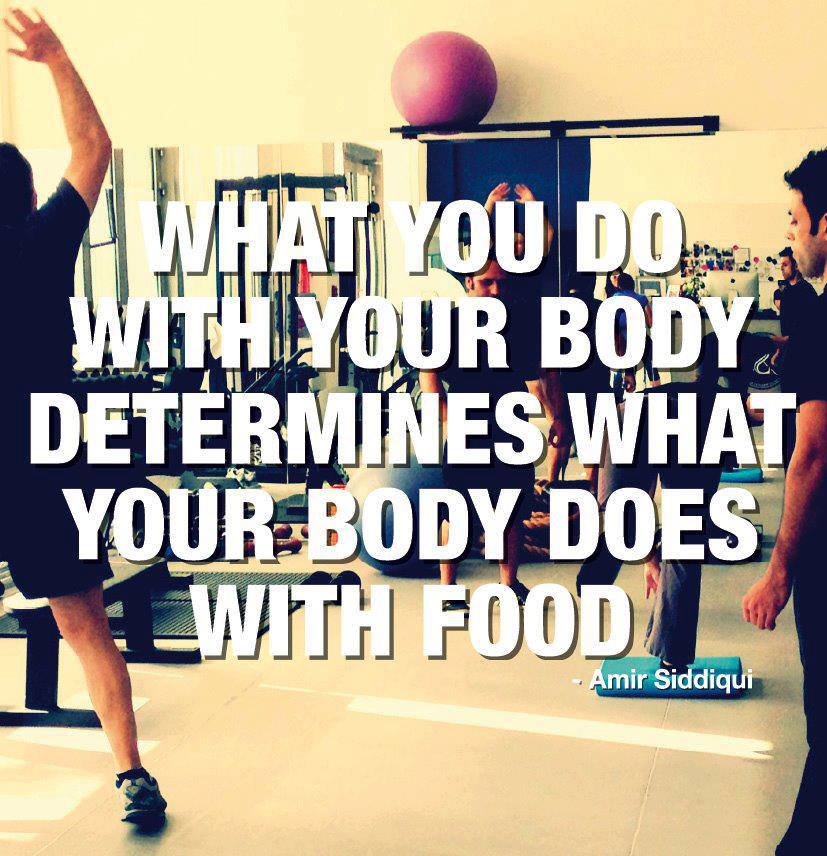 WHAT YOU DO
WITH YOUR BODY
DETERMINES WHAT
YOUR BODY DOES
WITH FOOD
- Amir Siddiqui